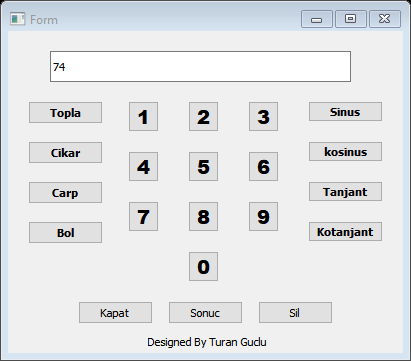 Form
74
Topla 1 2 3 Sinus
Cikar 4 5 6 kosinus
Carp 7 8 9 Tanjant
Bol 0 Kotanjant
Kapat Sonuc Sil
Designed By Turan Guclu